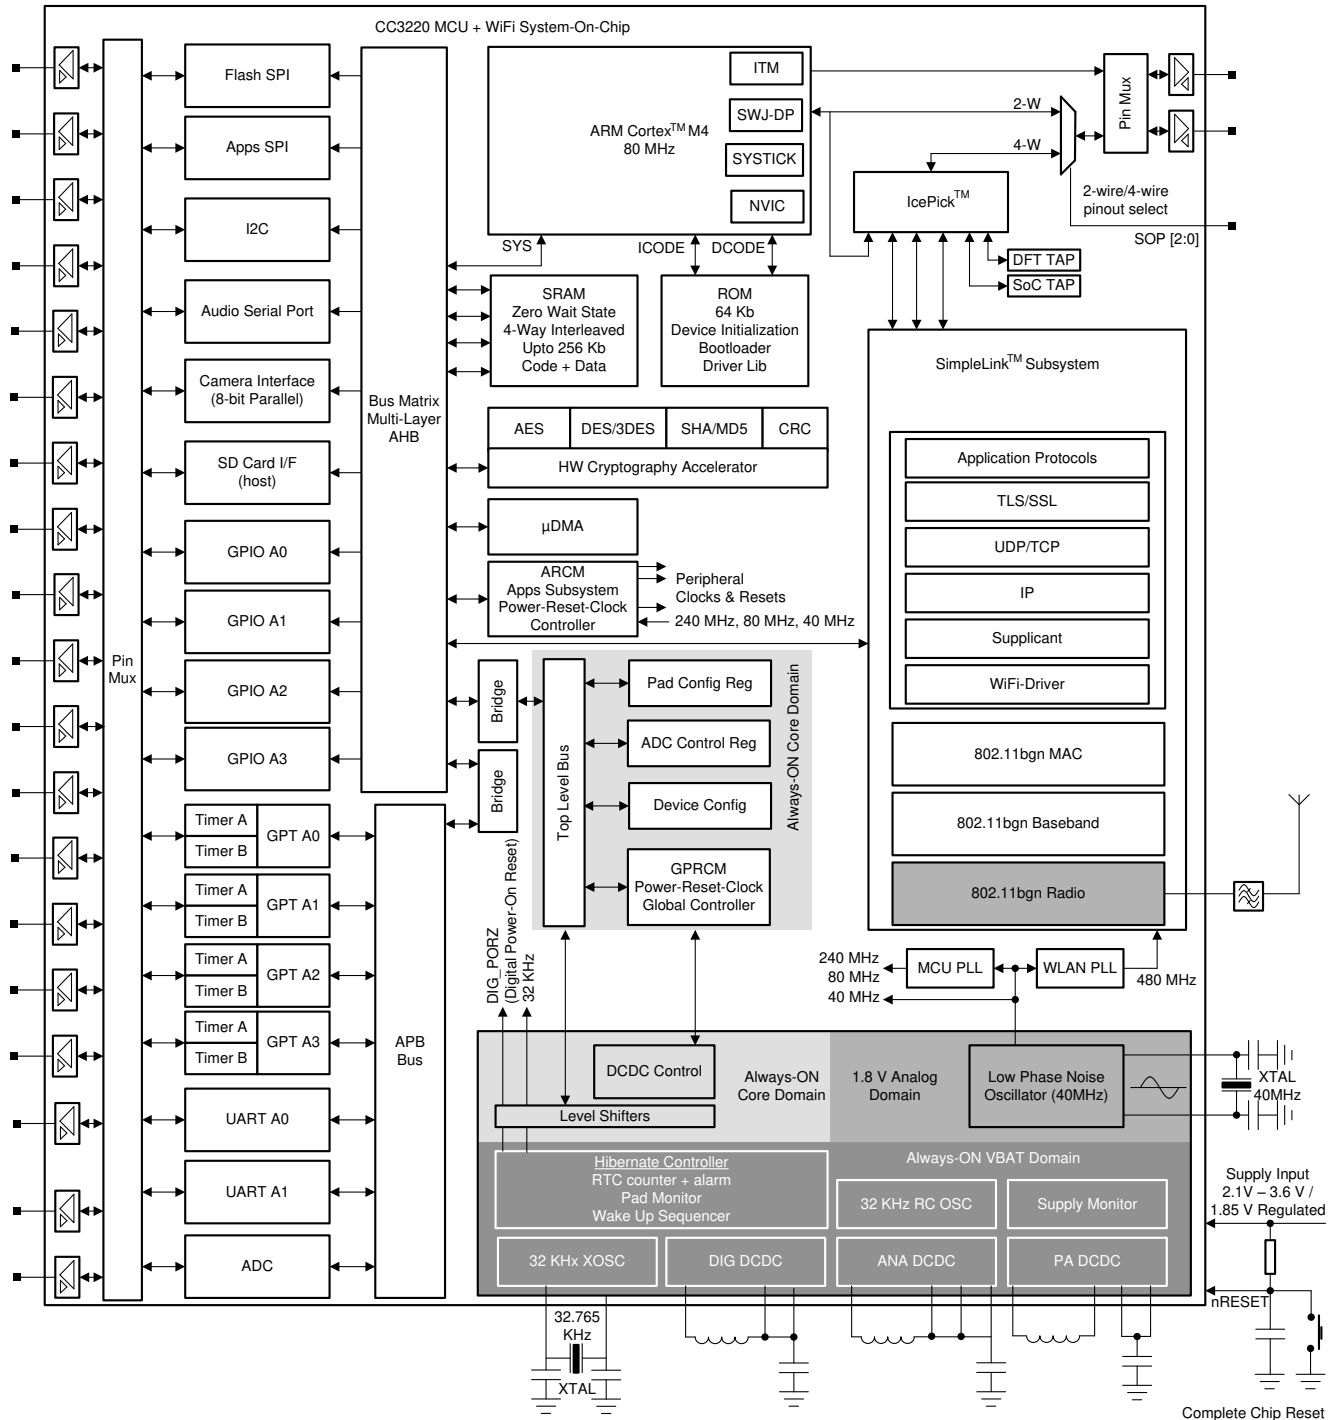 CC3220 MCU + WiFi System-On-Chip
Flash SPI
Apps SPI
I2C
Audio Serial Port
Camera Interface
(8-bit Parallel)
SD Card I/F
(host)
GPIO A0
GPIO A1
GPIO A2
GPIO A3
Pin
Mux
Timer A
Timer B
GPT A0
Timer A
Timer B
GPT A1
Timer A
Timer B
GPT A2
Timer A
Timer B
GPT A3
UART A0
UART A1
ADC
Bus Matrix
Multi-Layer
AHB
APB
Bus
ARM Cortex™ M4
80 MHz
ITM
SWJ-DP
SYSTICK
NVIC
SYS
ICODE
DCODE
SRAM
Zero Wait State
4-Way Interleaved
Upto 256 Kb
Code + Data
ROM
64 Kb
Device Initialization
Bootloader
Driver Lib
AES
DES/3DES
SHA/MD5
CRC
HW Cryptography Accelerator
µDMA
ARCM
Apps Subsystem
Power-Reset-Clock
Controller
Peripheral
Clocks & Resets
240 MHz, 80 MHz, 40 MHz
Bridge
Bridge
Top Level Bus
Pad Config Reg
ADC Control Reg
Device Config
GPRCM
Power-Reset-Clock
Global Controller
Always-ON Core Domain
2-W
4-W
Pin Mux
IcePick™
2-wire/4-wire
pinout select
SOP [2:0]
DFT TAP
SoC TAP
SimpleLink™ Subsystem
Application Protocols
TLS/SSL
UDP/TCP
IP
Supplicant
WiFi-Driver
802.11bgn MAC
802.11bgn Baseband
802.11bgn Radio
240 MHz
80 MHz
40 MHz
MCU PLL
WLAN PLL
480 MHz
DIG_PORZ
(Digital Power-On Reset)
32 KHz
DCDC Control
Level Shifters
Always-ON
Core Domain
1.8 V Analog
Domain
Low Phase Noise
Oscillator (40MHz)
XTAL
40MHz
Hibernate Controller
RTC counter + alarm
Pad Monitor
Wake Up Sequencer
Always-ON VBAT Domain
32 KHz RC OSC
Supply Monitor
32 KHx XOSC
DIG DCDC
ANA DCDC
PA DCDC
Supply Input
2.1V – 3.6 V /
1.85 V Regulated
nRESET
32.765
KHz
XTAL
Complete Chip Reset